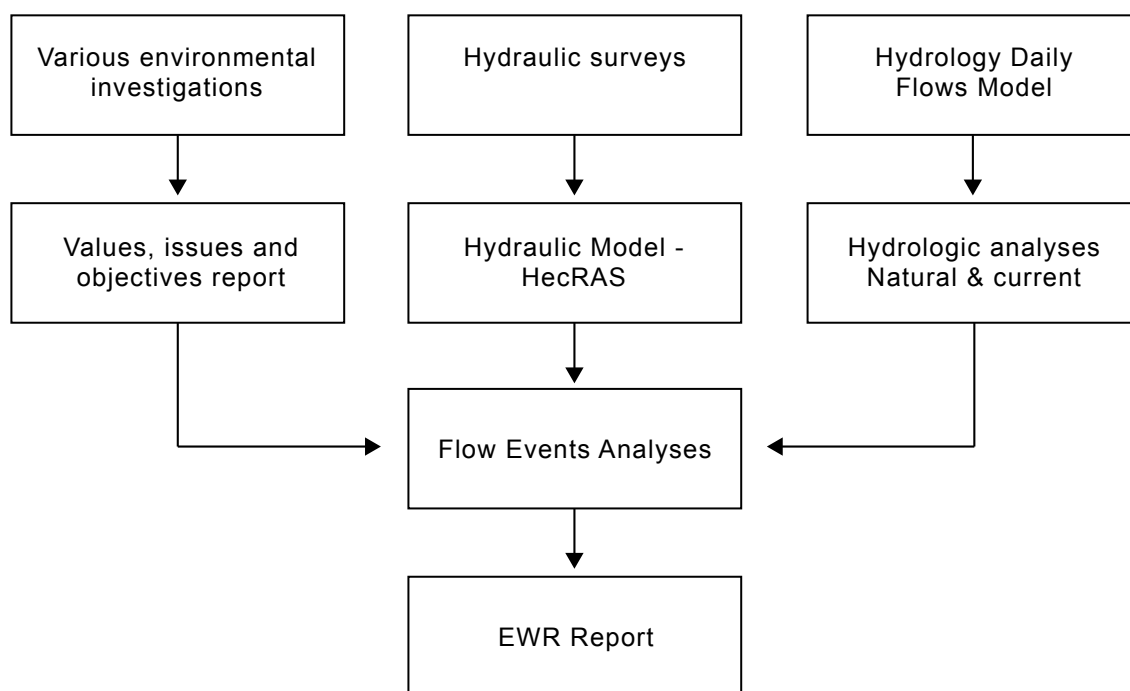 Various environmental
investigations
Hydraulic surveys
Hydrology Daily
Flows Model
Values, issues and
objectives report
Hydraulic Model -
HecRAS
Hydrologic analyses
Natural & current
Flow Events Analyses
EWR Report